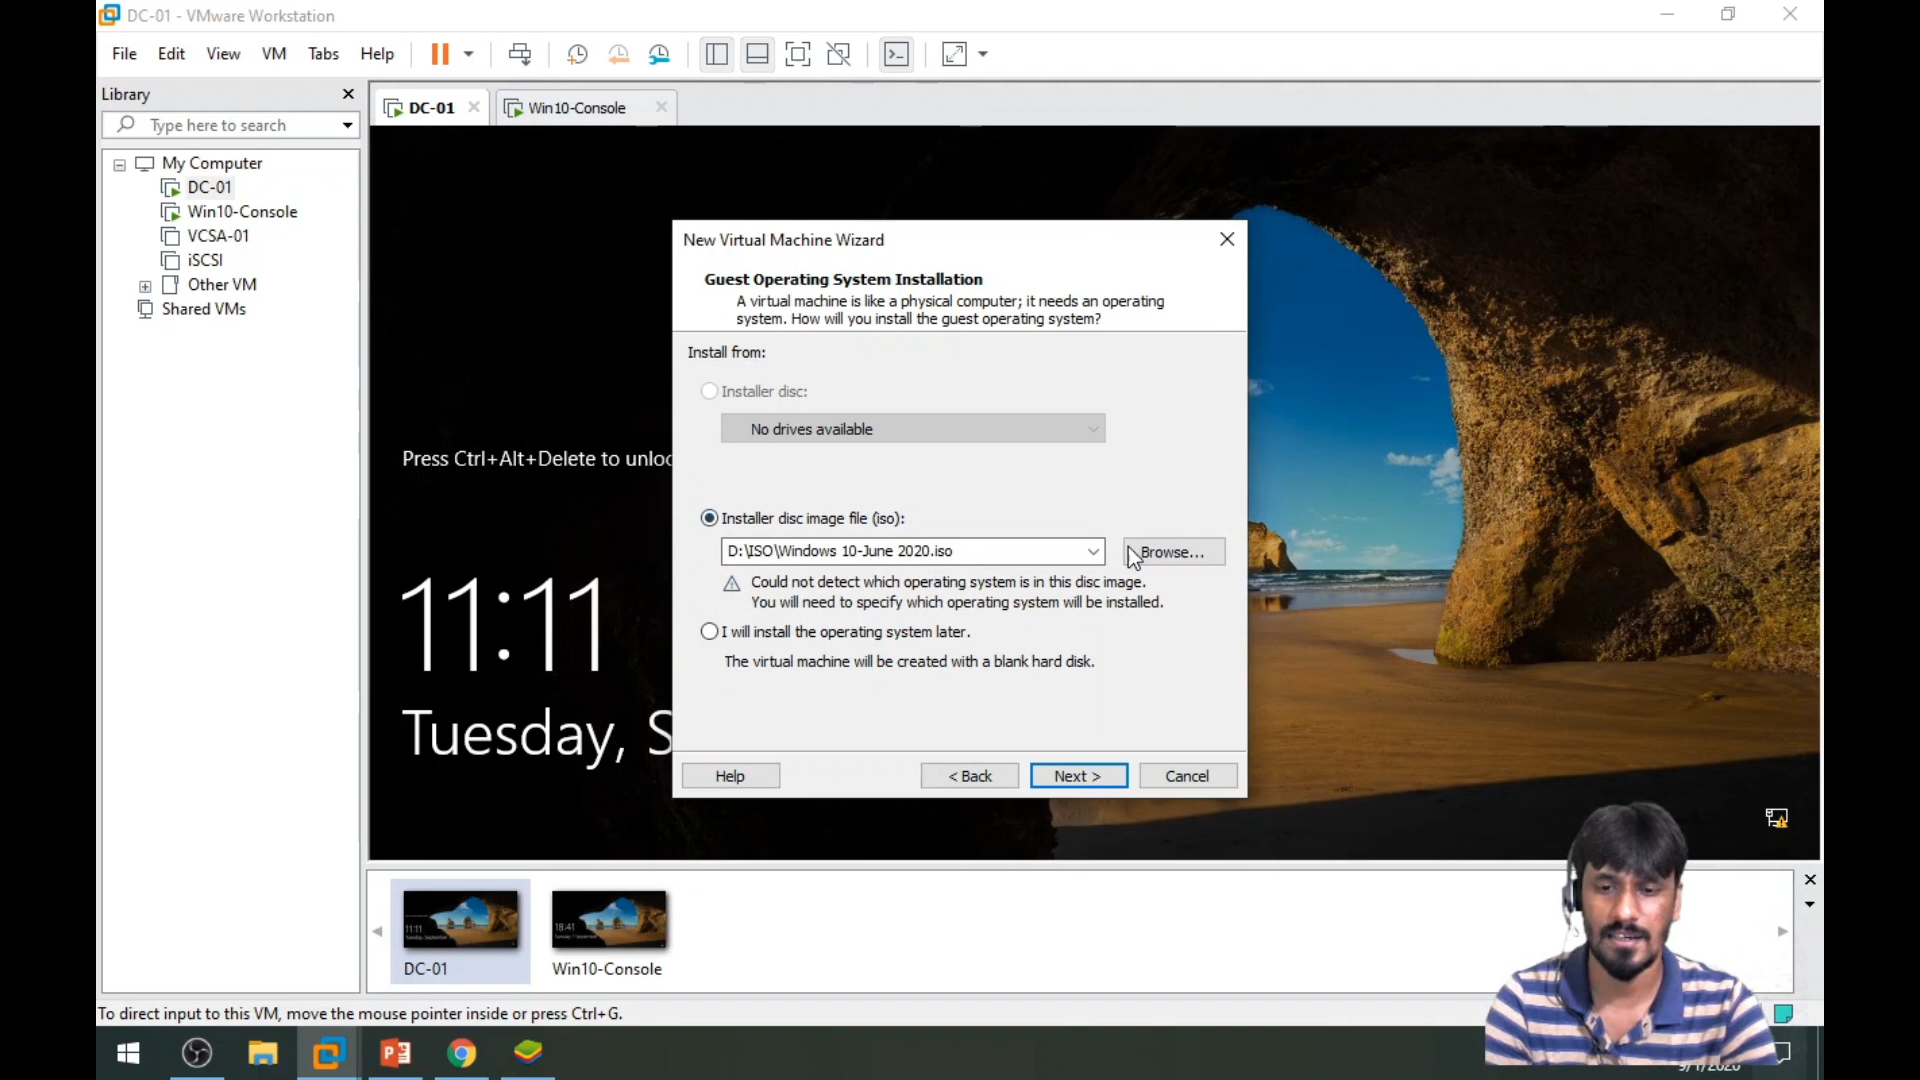 DC-01 - VMware Workstation
File Edit View VM Tabs Help
Library
Type here to search
My Computer
DC-01
Win10-Console
VCSA-01
iSCSI
Other VM
Shared VMs
DC-01
Win10-Console
Press Ctrl+Alt+Delete to unloc
11:11
Tuesday, S
New Virtual Machine Wizard
Guest Operating System Installation
A virtual machine is like a physical computer; it needs an operating
system. How will you install the guest operating system?
Install from:
Installer disc:
No drives available
Installer disc image file (iso):
D:\ISO\Windows 10-June 2020.iso
Browse...
Could not detect which operating system is in this disc image.
You will need to specify which operating system will be installed.
I will install the operating system later.
The virtual machine will be created with a blank hard disk.
Help
< Back
Next >
Cancel
11:11
18:41
DC-01
Win10-Console
To direct input to this VM, move the mouse pointer inside or press Ctrl+G.
9/1/2020